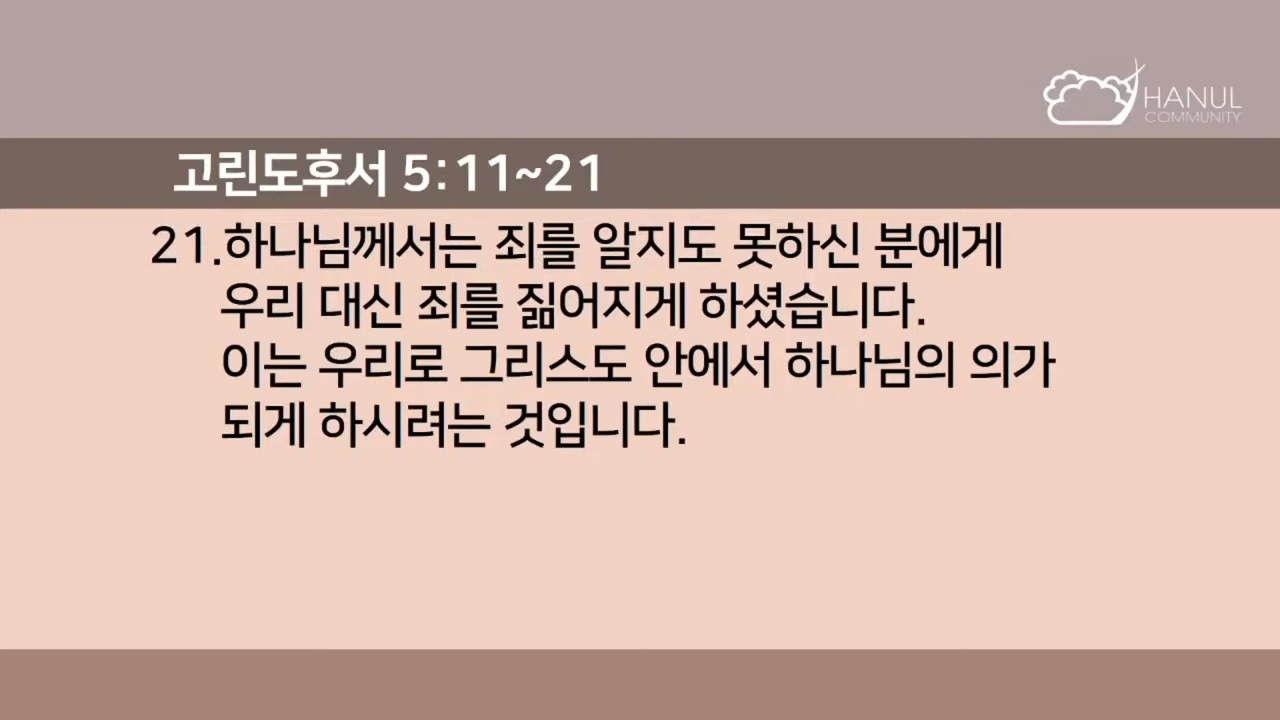 HANUL
COMMUNITY
고린도후서 5:11~21
21.하나님께서는 죄를 알지도 못하신 분에게
우리 대신 죄를 짊어지게 하셨습니다.
이는 우리로 그리스도 안에서 하나님의 의가
되게 하시려는 것입니다.